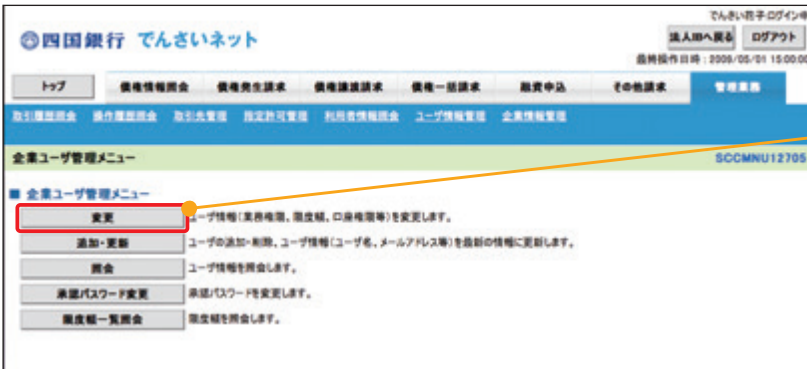 でんさい花子:ログイン中
四国銀行 でんさいネット
法人IBへ戻る ログアウト
最終操作日時:2009/05/01 15:00:00
トップ 債権情報照会 債権発生請求 債権譲渡請求 債権一括請求 融資申込 その他請求 管理業務
取引履歴照会 操作履歴照会 取引先管理 指定許可管理 利用者情報照会 ユーザ情報管理 企業情報管理
企業ユーザ管理メニュー SCCMNU12705
■ 企業ユーザ管理メニュー
変更 ユーザ情報(業務権限、限度額、口座権限等)を変更します。
追加・更新 ユーザの追加・削除、ユーザ情報(ユーザ名、メールアドレス等)を最新の情報に更新します。
照会 ユーザ情報を照会します。
承認パスワード変更 承認パスワードを変更します。
限度額一覧照会 限度額を照会します。